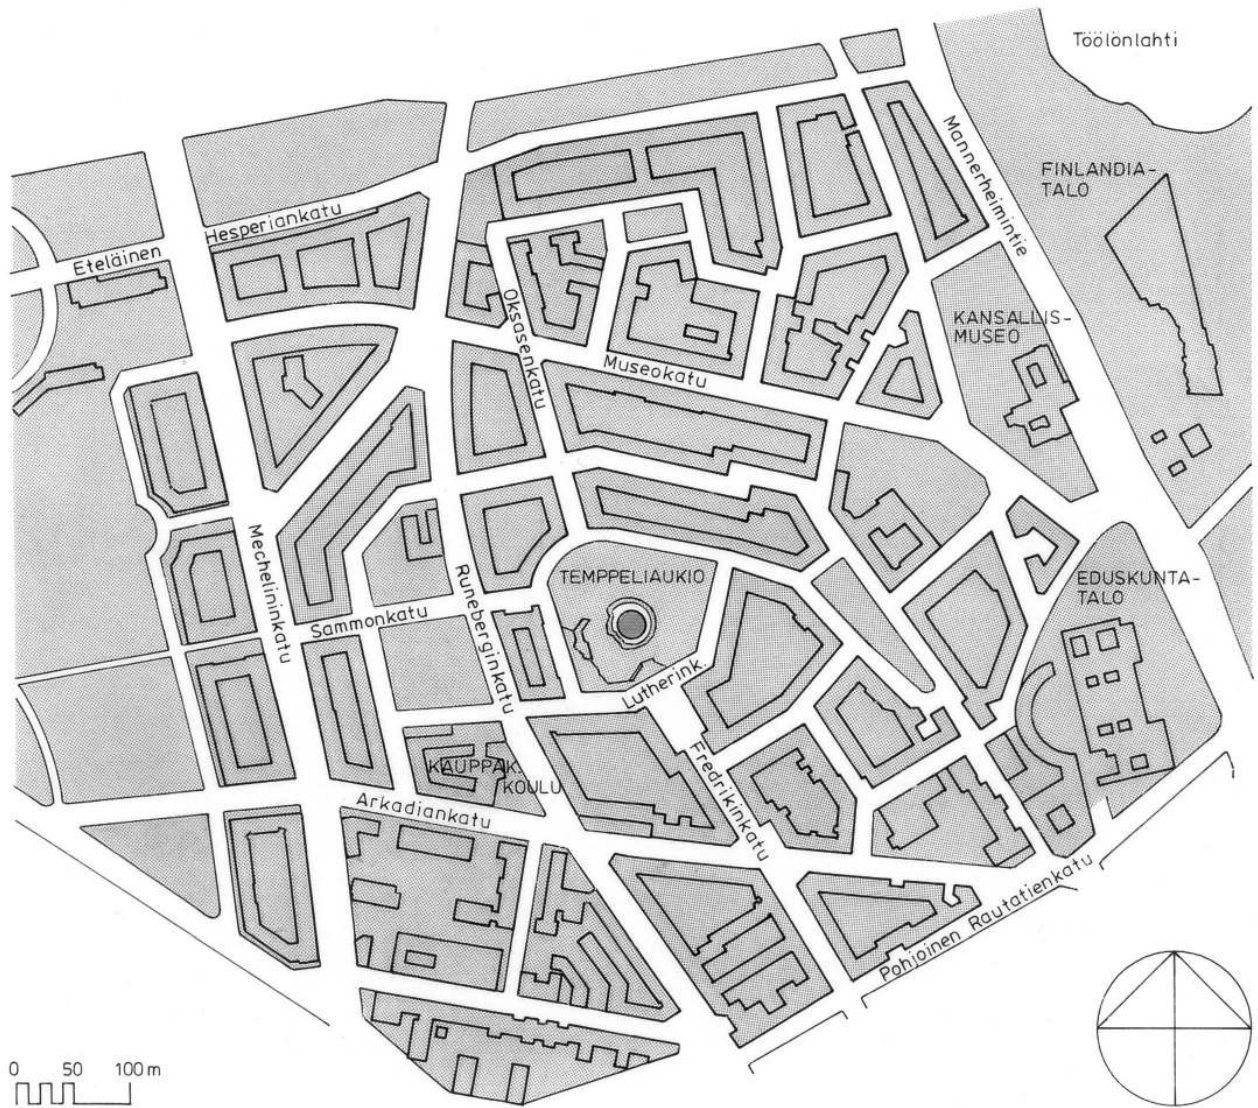 Töölönlahti
Mannerheimintie
FINLANDIA-
TALO
Eteläinen Hesperiankatu
Oksasenkatu
KANSALLIS-
MUSEO
Museokatu
Mechelininkatu
Runeberginkatu
TEMPPELIAUKIO
EDUSKUNTA-
TALO
Sammonkatu
Lutherink.
Fredrikinkatu
KAUPPAK.
KOULU
Arkadiankatu
Pohjoinen Rautatienkatu
0 50 100 m